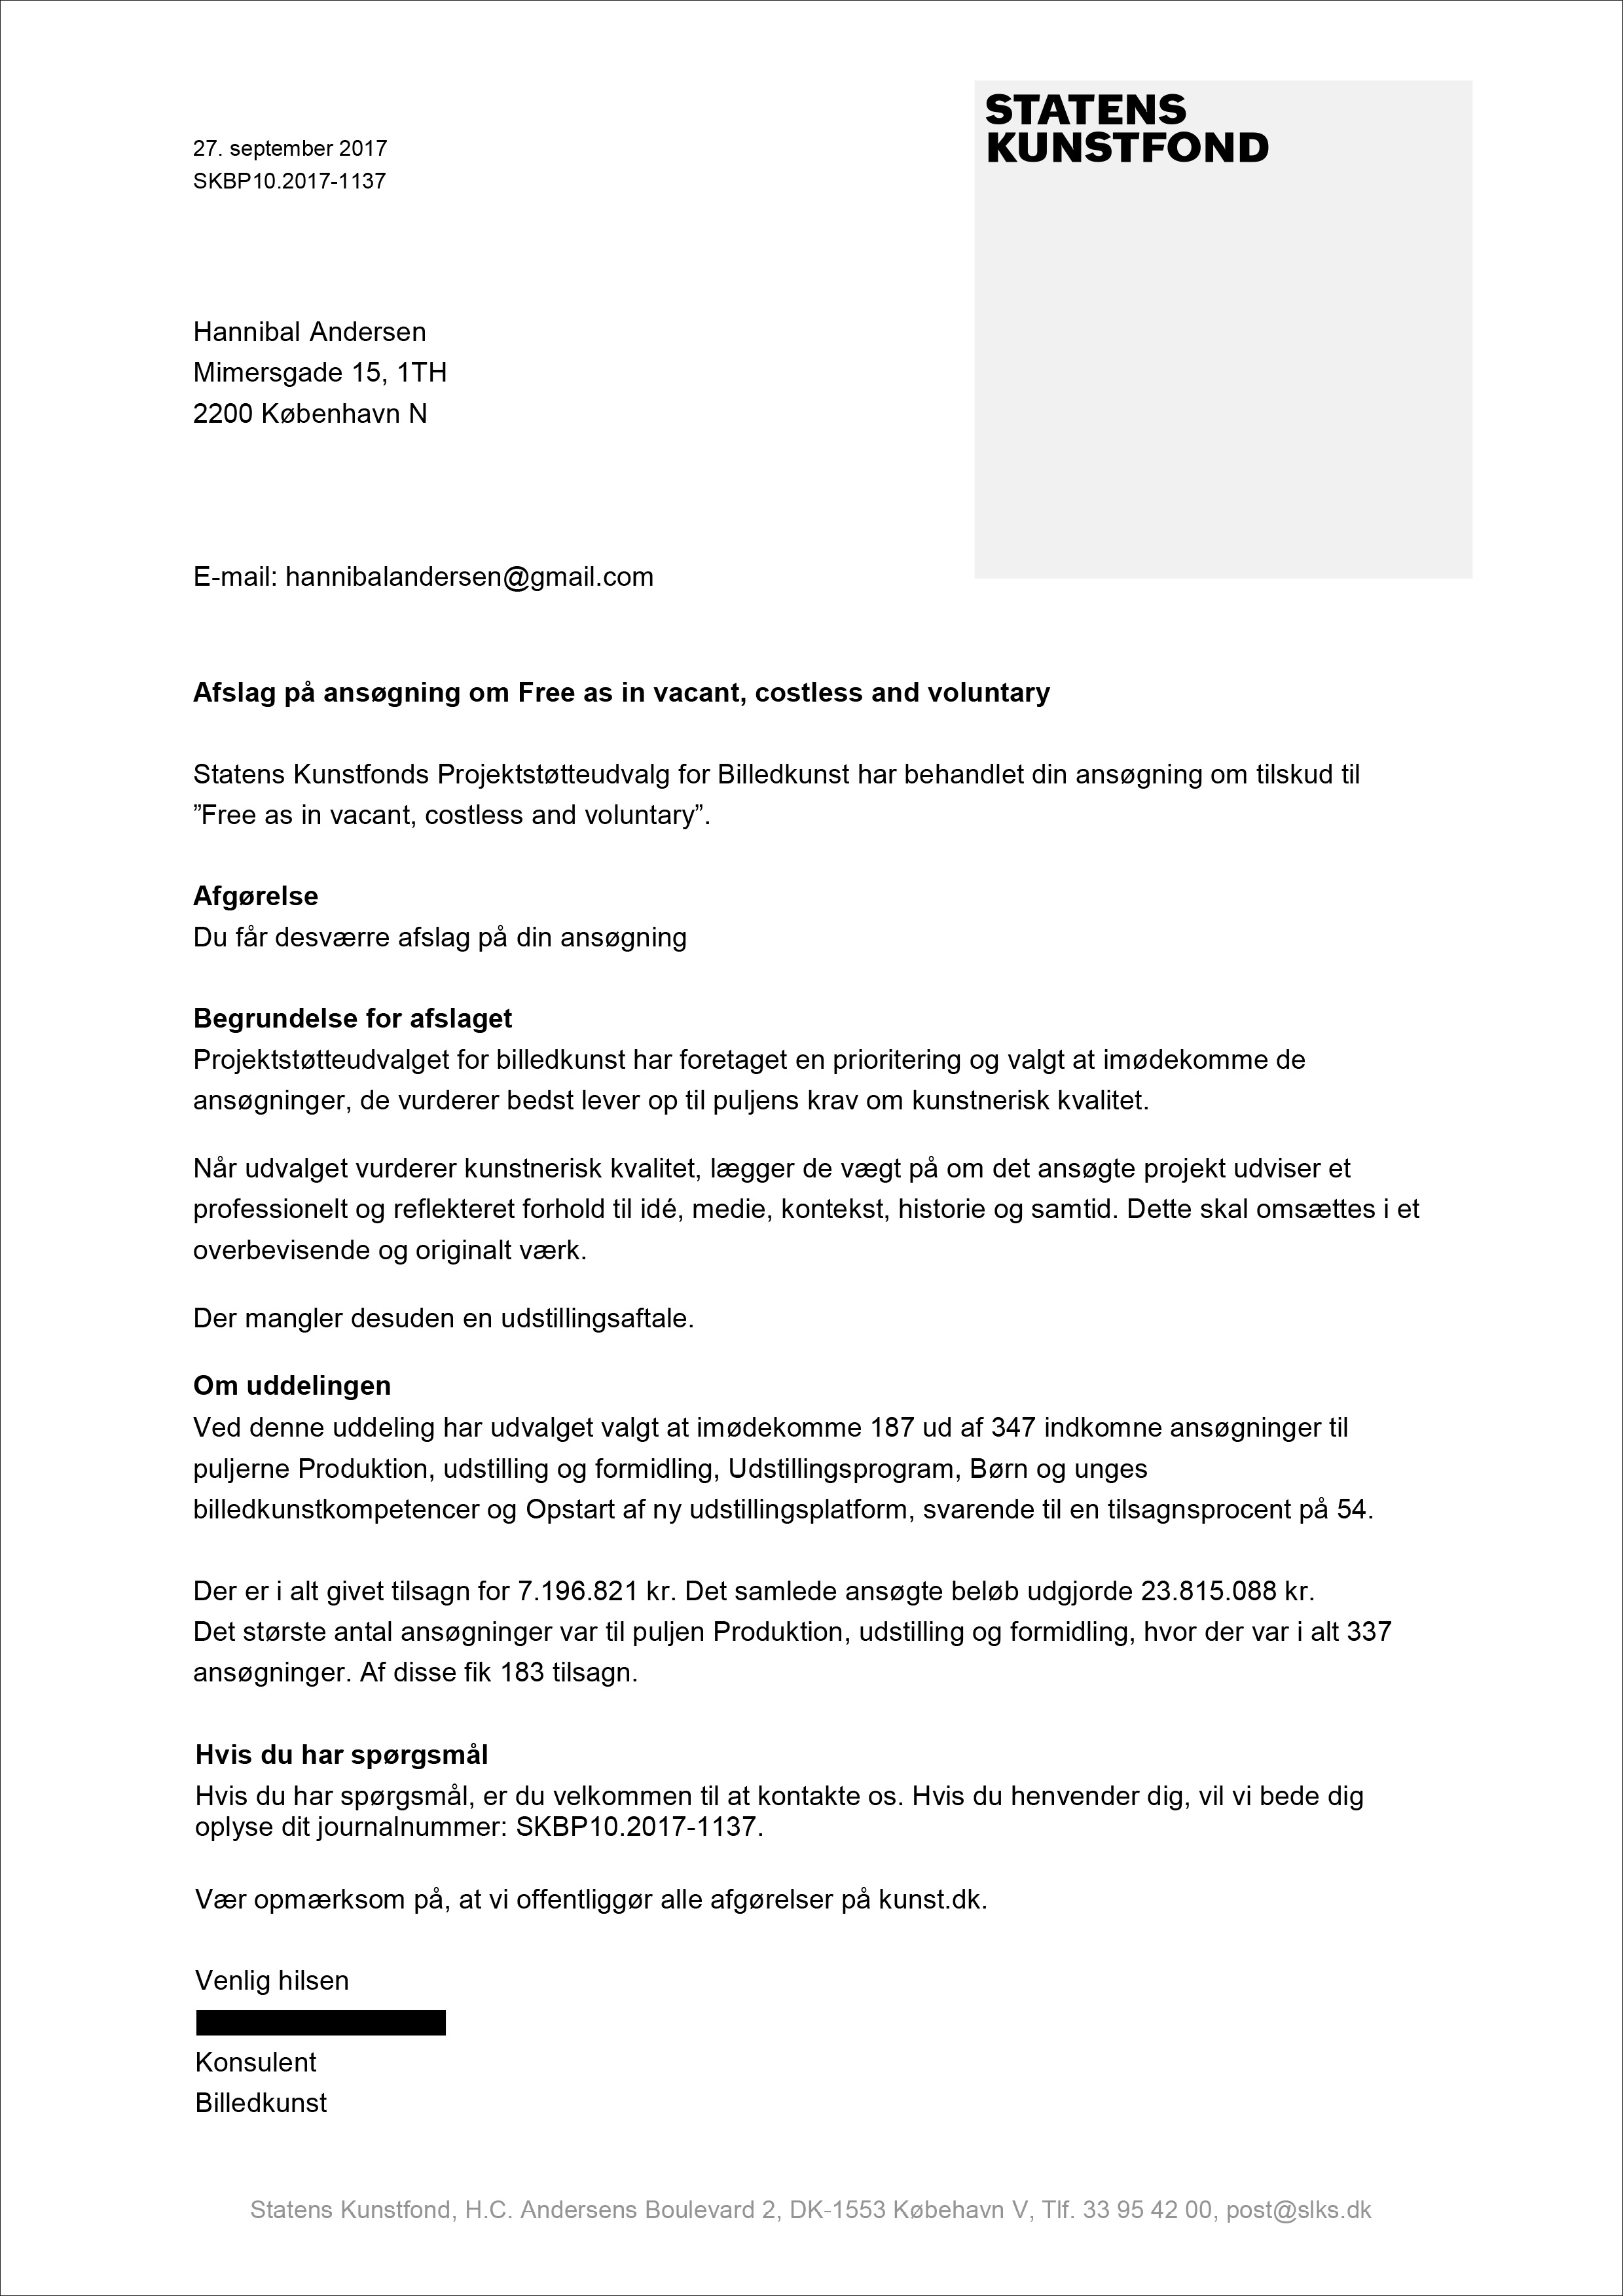 27. september 2017
SKBP10.2017-1137
STATENS
KUNSTFOND
Hannibal Andersen
Mimersgade 15, 1TH
2200 København N
E-mail: hannibalandersen@gmail.com
Afslag på ansøgning om Free as in vacant, costless and voluntary
Statens Kunstfonds Projektstøtteudvalg for Billedkunst har behandlet din ansøgning om tilskud til
”Free as in vacant, costless and voluntary”.
Afgørelse
Du får desværre afslag på din ansøgning
Begrundelse for afslaget
Projektstøtteudvalget for billedkunst har foretaget en prioritering og valgt at imødekomme de
ansøgninger, de vurderer bedst lever op til puljens krav om kunstnerisk kvalitet.
Når udvalget vurderer kunstnerisk kvalitet, lægger de vægt på om det ansøgte projekt udviser et
professionelt og reflekteret forhold til idé, medie, kontekst, historie og samtid. Dette skal omsættes i et
overbevisende og originalt værk.
Der mangler desuden en udstillingsaftale.
Om uddelingen
Ved denne uddeling har udvalget valgt at imødekomme 187 ud af 347 indkomne ansøgninger til
puljerne Produktion, udstilling og formidling, Udstillingsprogram, Børn og unges
billedkunstkompetencer og Opstart af ny udstillingsplatform, svarende til en tilsagnsprocent på 54.
Der er i alt givet tilsagn for 7.196.821 kr. Det samlede ansøgte beløb udgjorde 23.815.088 kr.
Det største antal ansøgninger var til puljen Produktion, udstilling og formidling, hvor der var i alt 337
ansøgninger. Af disse fik 183 tilsagn.
Hvis du har spørgsmål
Hvis du har spørgsmål, er du velkommen til at kontakte os. Hvis du henvender dig, vil vi bede dig
oplyse dit journalnummer: SKBP10.2017-1137.
Vær opmærksom på, at vi offentliggør alle afgørelser på kunst.dk.
Venlig hilsen
Konsulent
Billedkunst
Statens Kunstfond, H.C. Andersens Boulevard 2, DK-1553 Købehavn V, Tlf. 33 95 42 00, post@slks.dk